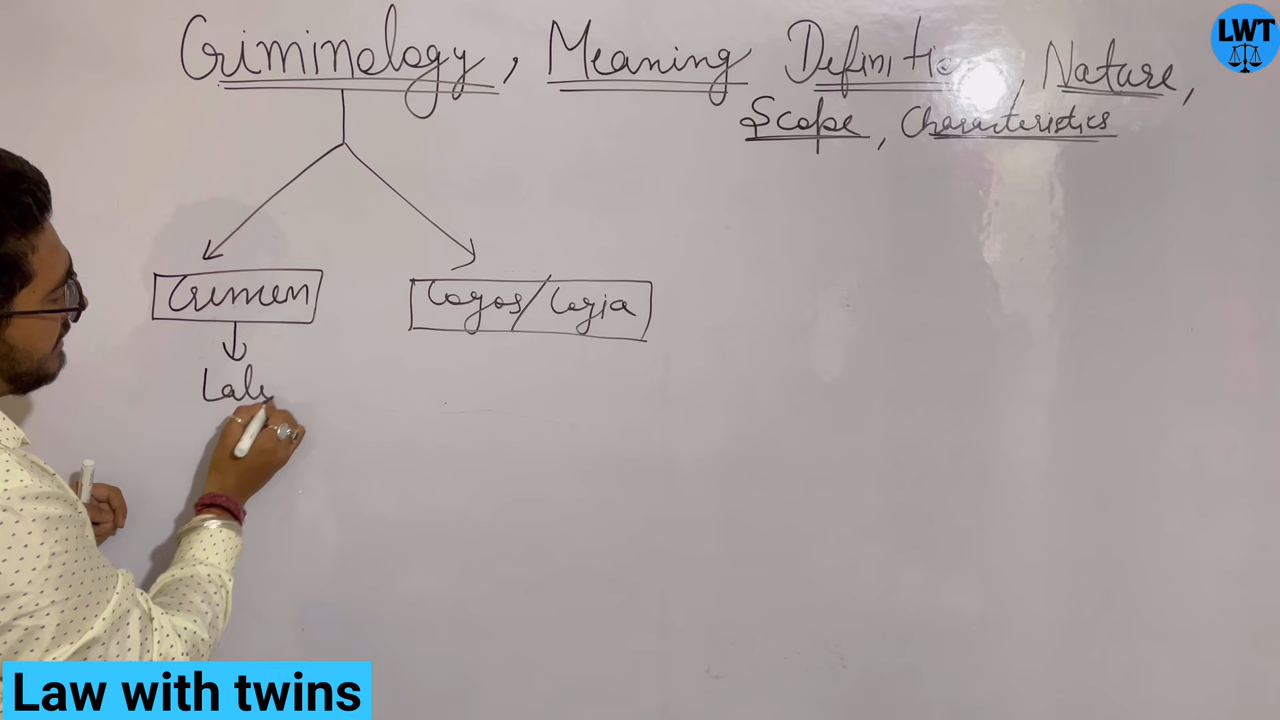 LWT
Criminology, Meaning Definition, Nature,
Scope, Characteristics
Crimen
Logos/Logia
Lat
Law with twins